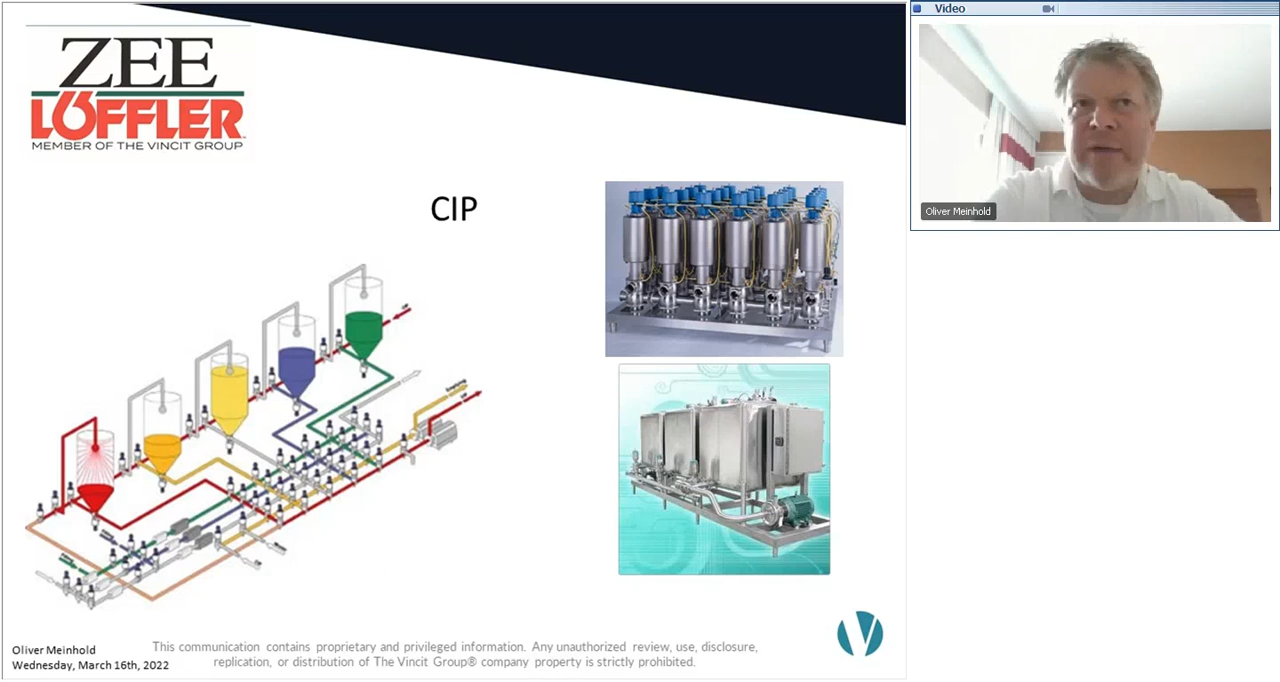 ZEE
LÖFFLER
MEMBER OF THE VINCIT GROUP
CIP
Oliver Meinhold
Wednesday, March 16th, 2022
This communication contains proprietary and privileged information. Any unauthorized review, use, disclosure,
replication, or distribution of The Vincit Group® company property is strictly prohibited.
Video
Oliver Meinhold